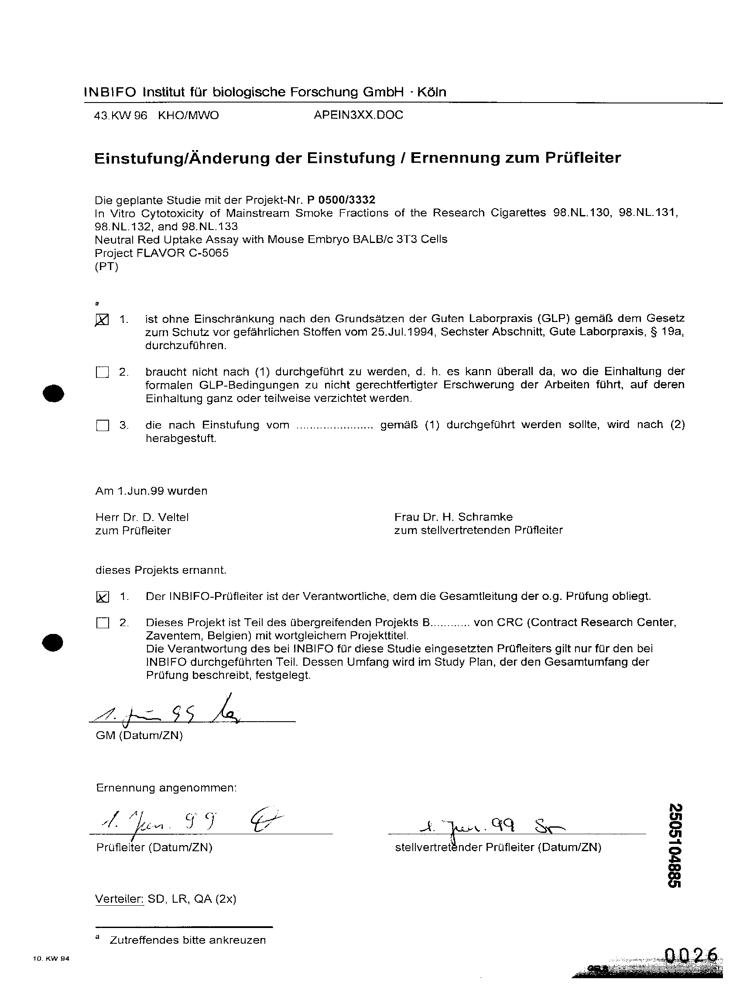 INBIFO Institut für biologische Forschung GmbH · Köln
43.KW 96 KHO/MWO APEIN3XX.DOC
Einstufung/Änderung der Einstufung / Ernennung zum Prüfleiter
Die geplante Studie mit der Projekt-Nr. P 0500/3332
In Vitro Cytotoxicity of Mainstream Smoke Fractions of the Research Cigarettes 98.NL.130, 98.NL.131,
98.NL.132, and 98.NL.133
Neutral Red Uptake Assay with Mouse Embryo BALB/c 3T3 Cells
Project FLAVOR C-5065
(PT)
a
X 1. ist ohne Einschränkung nach den Grundsätzen der Guten Laborpraxis (GLP) gemäß dem Gesetz
zum Schutz vor gefährlichen Stoffen vom 25.Jul.1994, Sechster Abschnitt, Gute Laborpraxis, § 19a,
durchzuführen.
2. braucht nicht nach (1) durchgeführt zu werden, d. h. es kann überall da, wo die Einhaltung der
formalen GLP-Bedingungen zu nicht gerechtfertigter Erschwerung der Arbeiten führt, auf deren
Einhaltung ganz oder teilweise verzichtet werden.
3. die nach Einstufung vom ....................... gemäß (1) durchgeführt werden sollte, wird nach (2)
herabgestuft.
Am 1.Jun.99 wurden
Herr Dr. D. Veltel Frau Dr. H. Schramke
zum Prüfleiter zum stellvertretenden Prüfleiter
dieses Projekts ernannt.
X 1. Der INBIFO-Prüfleiter ist der Verantwortliche, dem die Gesamtleitung der o.g. Prüfung obliegt.
2. Dieses Projekt ist Teil des übergreifenden Projekts B............ von CRC (Contract Research Center,
Zaventem, Belgien) mit wortgleichem Projekttitel.
Die Verantwortung des bei INBIFO für diese Studie eingesetzten Prüfleiters gilt nur für den bei
INBIFO durchgeführten Teil. Dessen Umfang wird im Study Plan, der den Gesamtumfang der
Prüfung beschreibt, festgelegt.
1. Jun 99
GM (Datum/ZN)
Ernennung angenommen:
1. Jun. 99 1. Jun. 99 Sr
Prüfleiter (Datum/ZN) stellvertretender Prüfleiter (Datum/ZN)
2505104885
Verteiler: SD, LR, QA (2x)
a Zutreffendes bitte ankreuzen
10. KW 94
0026